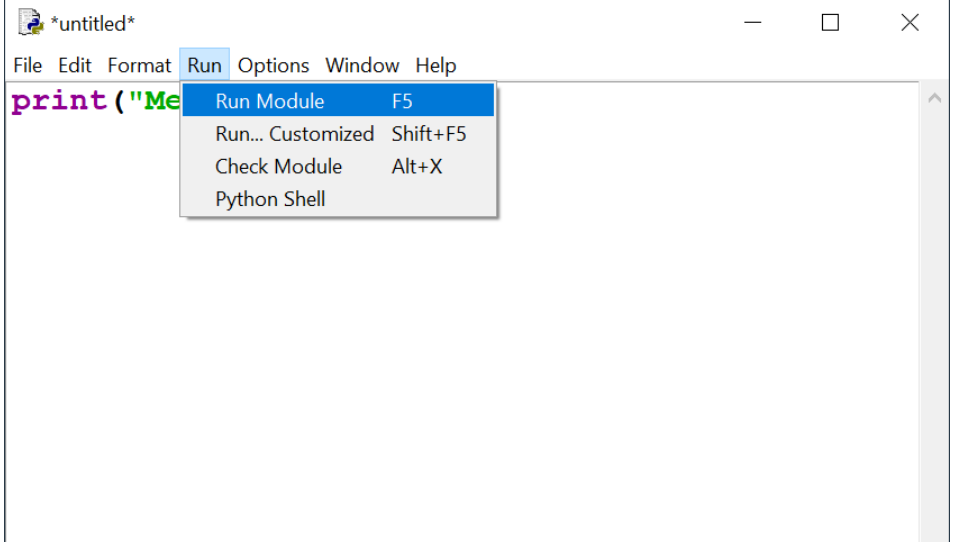 *untitled*
File Edit Format Run Options Window Help
print("Me
Run Module F5
Run... Customized Shift+F5
Check Module Alt+X
Python Shell